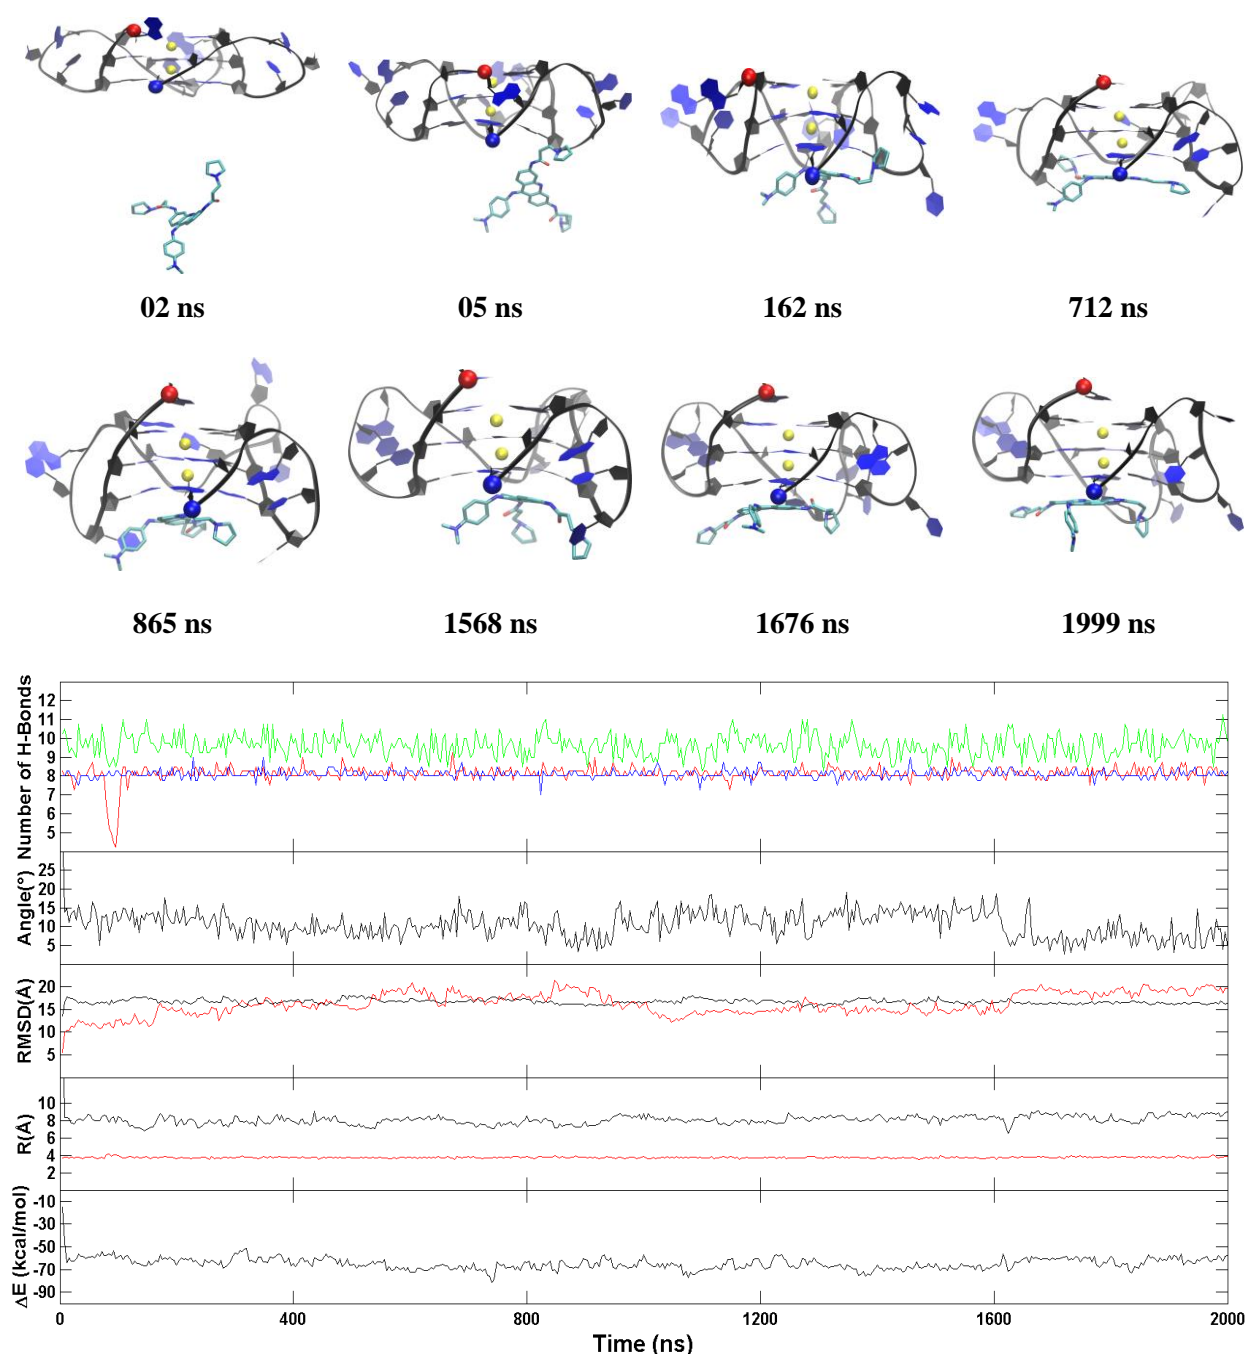 02 ns
05 ns
162 ns
712 ns
865 ns
1568 ns
1676 ns
1999 ns
Number of H-Bonds
12
11
10
9
8
7
6
5
Angle(°)
25
20
15
10
5
RMSD(Å)
20
15
10
5
R(Å)
10
8
6
4
2
ΔE (kcal/mol)
-10
-30
-50
-70
-90
0 400 800 1200 1600 2000
Time (ns)